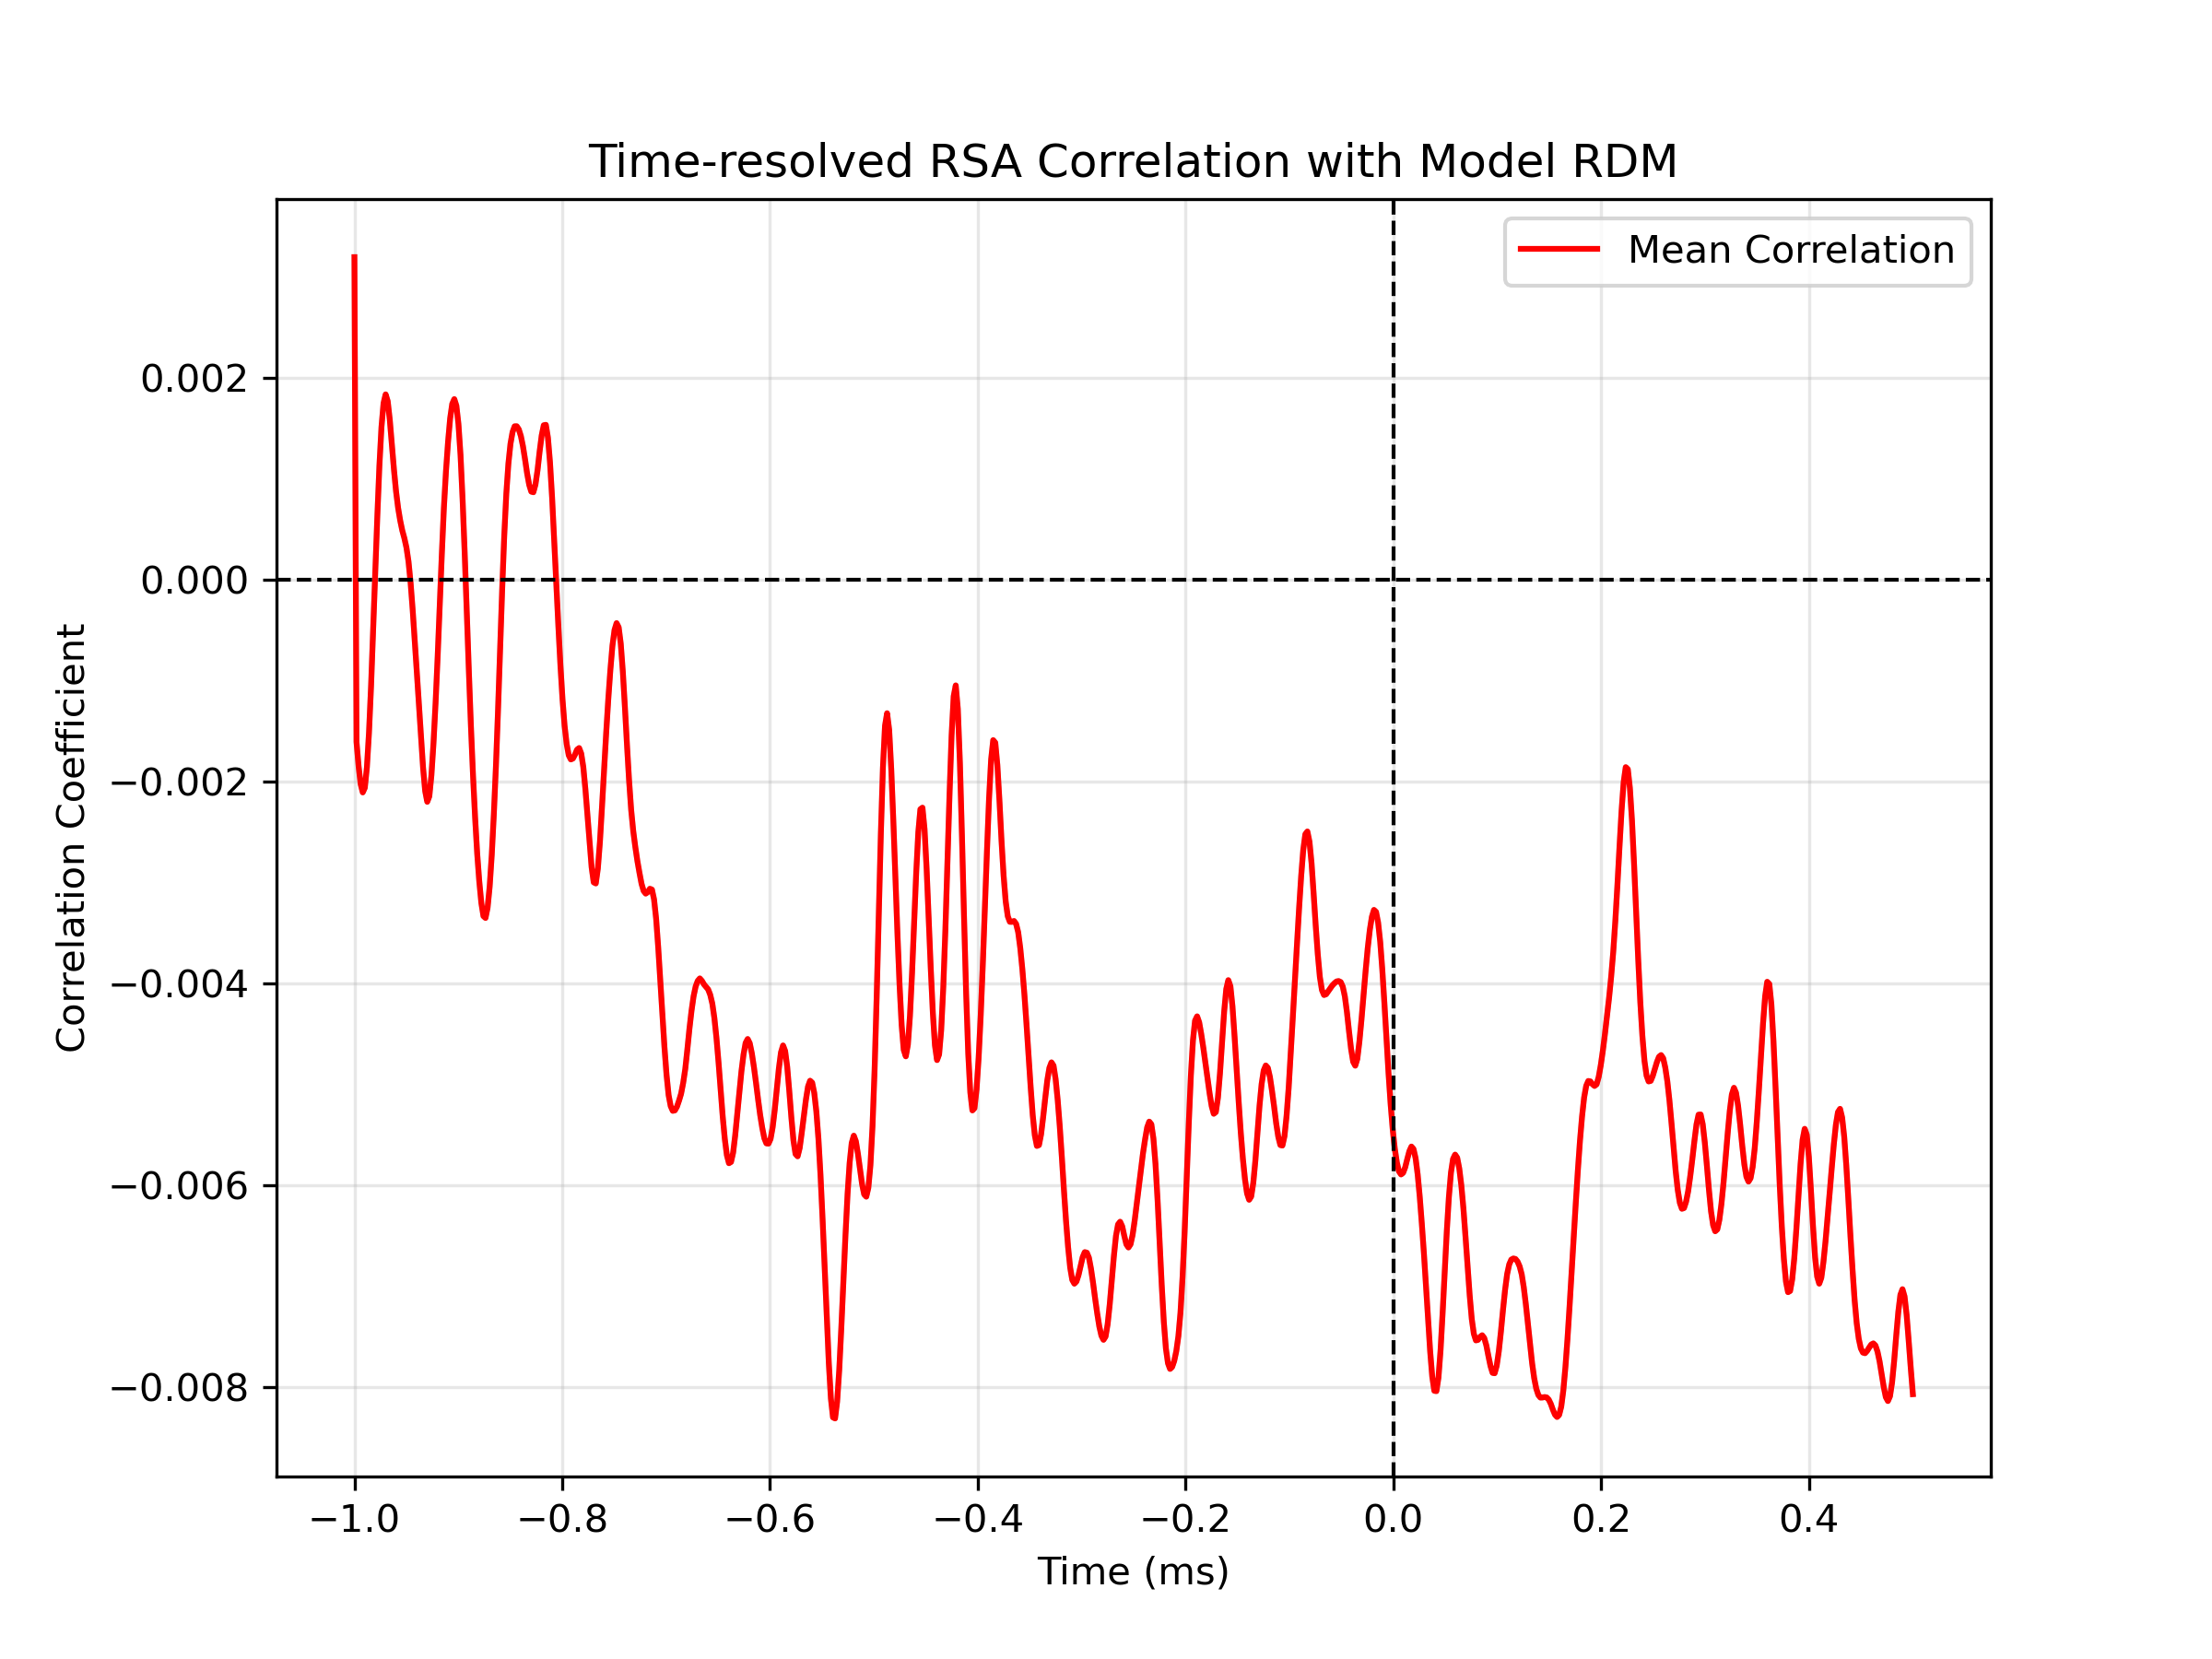 Time-resolved RSA Correlation with Model RDM
Mean Correlation
Correlation Coefficient
0.002
0.000
−0.002
−0.004
−0.006
−0.008
−1.0 −0.8 −0.6 −0.4 −0.2 0.0 0.2 0.4
Time (ms)